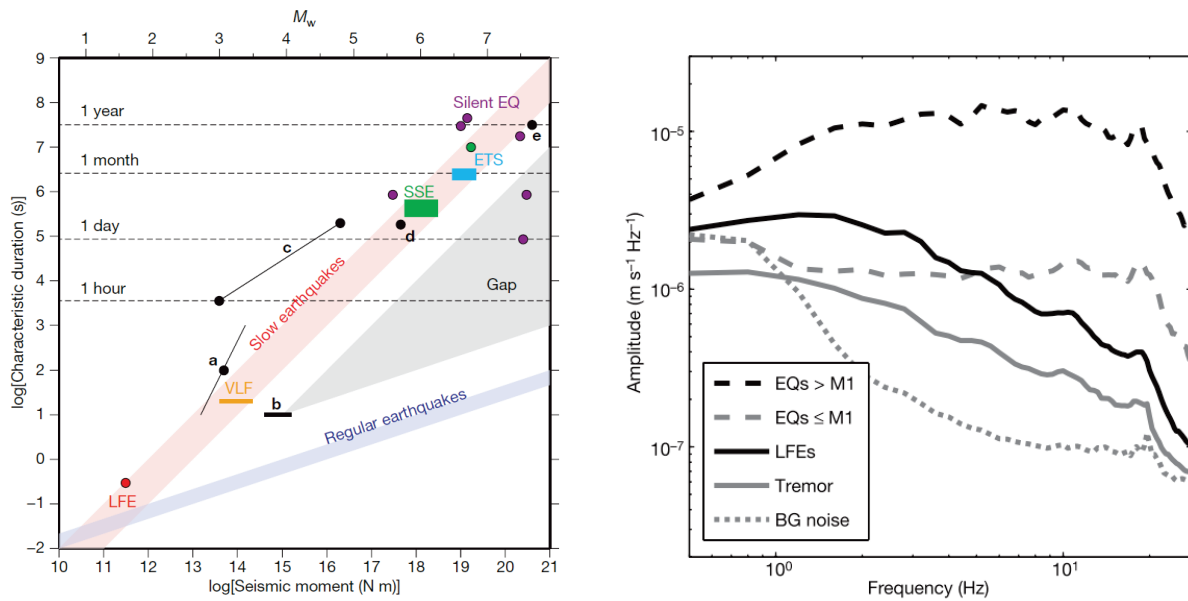 M_w
1 2 3 4 5 6 7
9
8
7
6
5
4
3
2
1
0
−1
−2
log[Characteristic duration (s)]
1 year
1 month
1 day
1 hour
Silent EQ
e
ETS
SSE
d
c
Gap
Slow earthquakes
a
VLF
b
Regular earthquakes
LFE
10 11 12 13 14 15 16 17 18 19 20 21
log[Seismic moment (N m)]
10⁻⁵
10⁻⁶
10⁻⁷
Amplitude (m s⁻¹ Hz⁻¹)
EQs > M1
EQs ≤ M1
LFEs
Tremor
BG noise
10⁰ 10¹
Frequency (Hz)